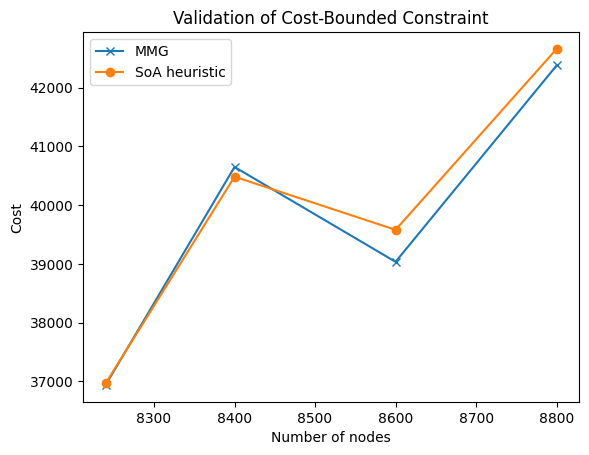 Validation of Cost-Bounded Constraint
MMG
SoA heuristic
Cost
42000
41000
40000
39000
38000
37000
8300 8400 8500 8600 8700 8800
Number of nodes